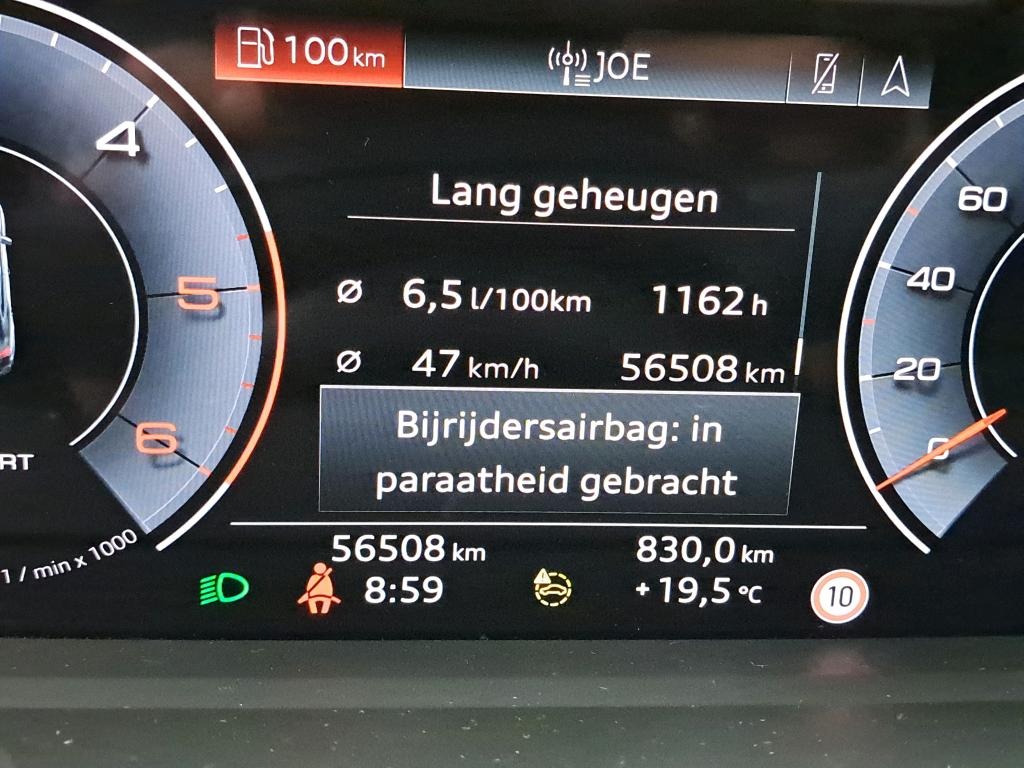 100 km
JOE
4
5
6
RT
1 / min x 1000
Lang geheugen
Ø 6,5 l/100km 1162 h
Ø 47 km/h 56508 km
Bijrijdersairbag: in
paraatheid gebracht
56508 km 830,0 km
8:59 +19,5 °C
10
60
40
20
0